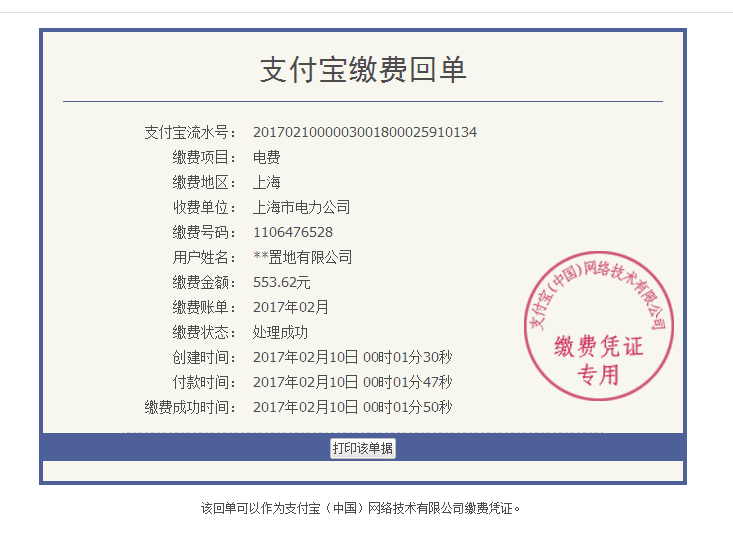 支付宝缴费回单
支付宝流水号： 2017021000003001800025910134
缴费项目： 电费
缴费地区： 上海
收费单位： 上海市电力公司
缴费号码： 1106476528
用户姓名： **置地有限公司
缴费金额： 553.62元
缴费账单： 2017年02月
缴费状态： 处理成功
创建时间： 2017年02月10日 00时01分30秒
付款时间： 2017年02月10日 00时01分47秒
缴费成功时间： 2017年02月10日 00时01分50秒
支付宝(中国)网络技术有限公司
缴费凭证
专用
打印该单据
该回单可以作为支付宝（中国）网络技术有限公司缴费凭证。